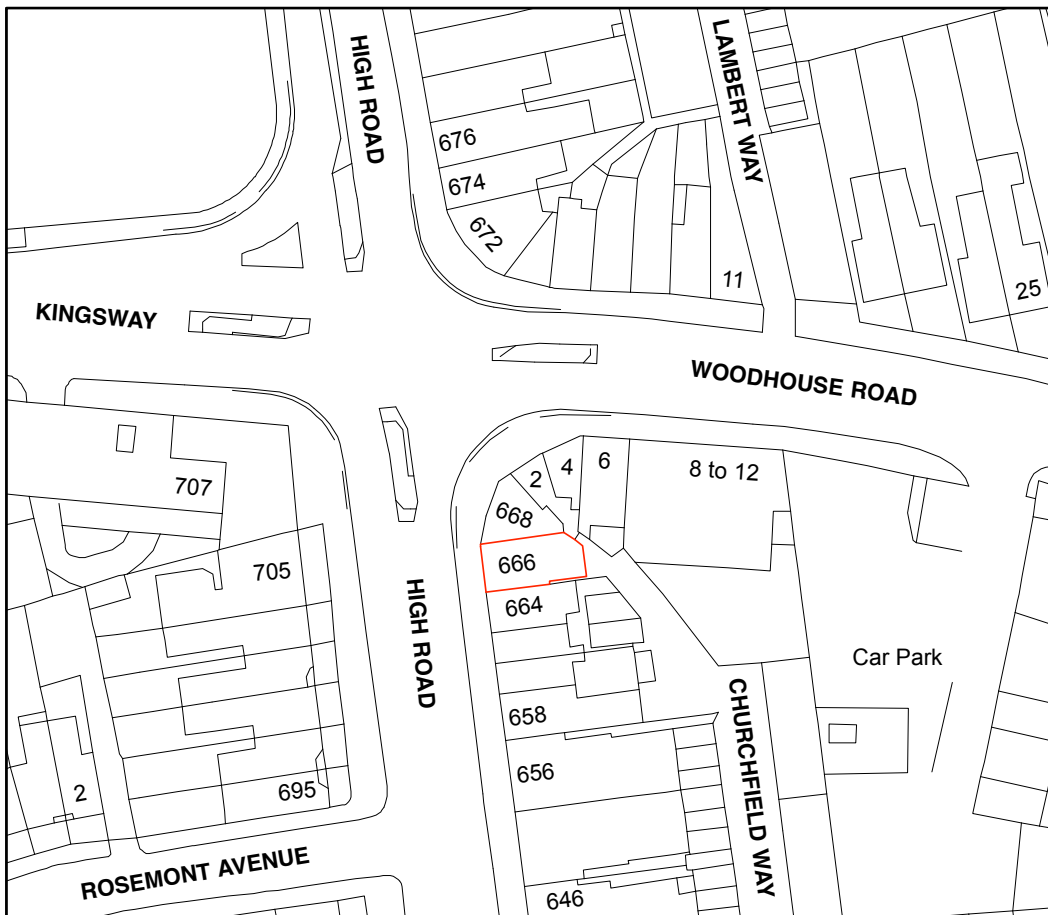 HIGH ROAD
LAMBERT WAY
676
674
672
11
25
KINGSWAY
WOODHOUSE ROAD
2
4
6
8 to 12
707
668
666
705
664
HIGH ROAD
Car Park
658
CHURCHFIELD WAY
656
2
695
ROSEMONT AVENUE
646